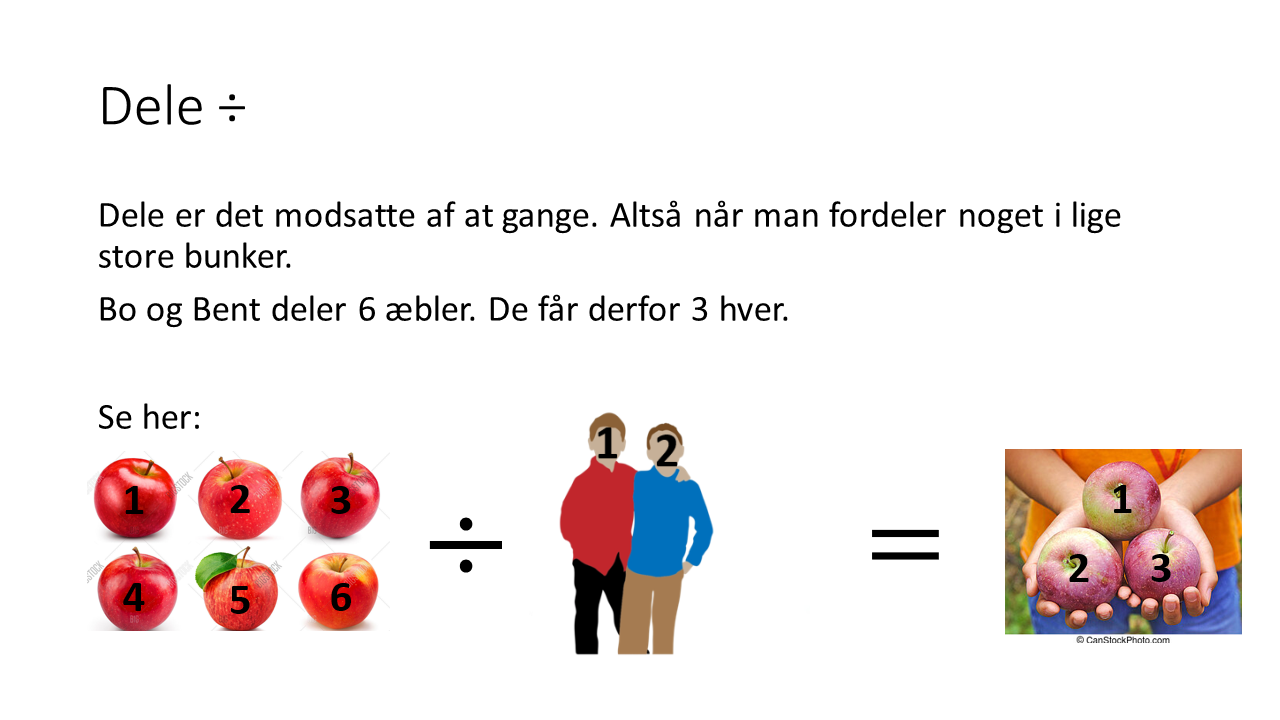 Dele ÷
Dele er det modsatte af at gange. Altså når man fordeler noget i lige
store bunker.
Bo og Bent deler 6 æbler. De får derfor 3 hver.
Se her:
1 2 3
4 5 6
÷
1 2
=
1
2 3
© CanStockPhoto.com